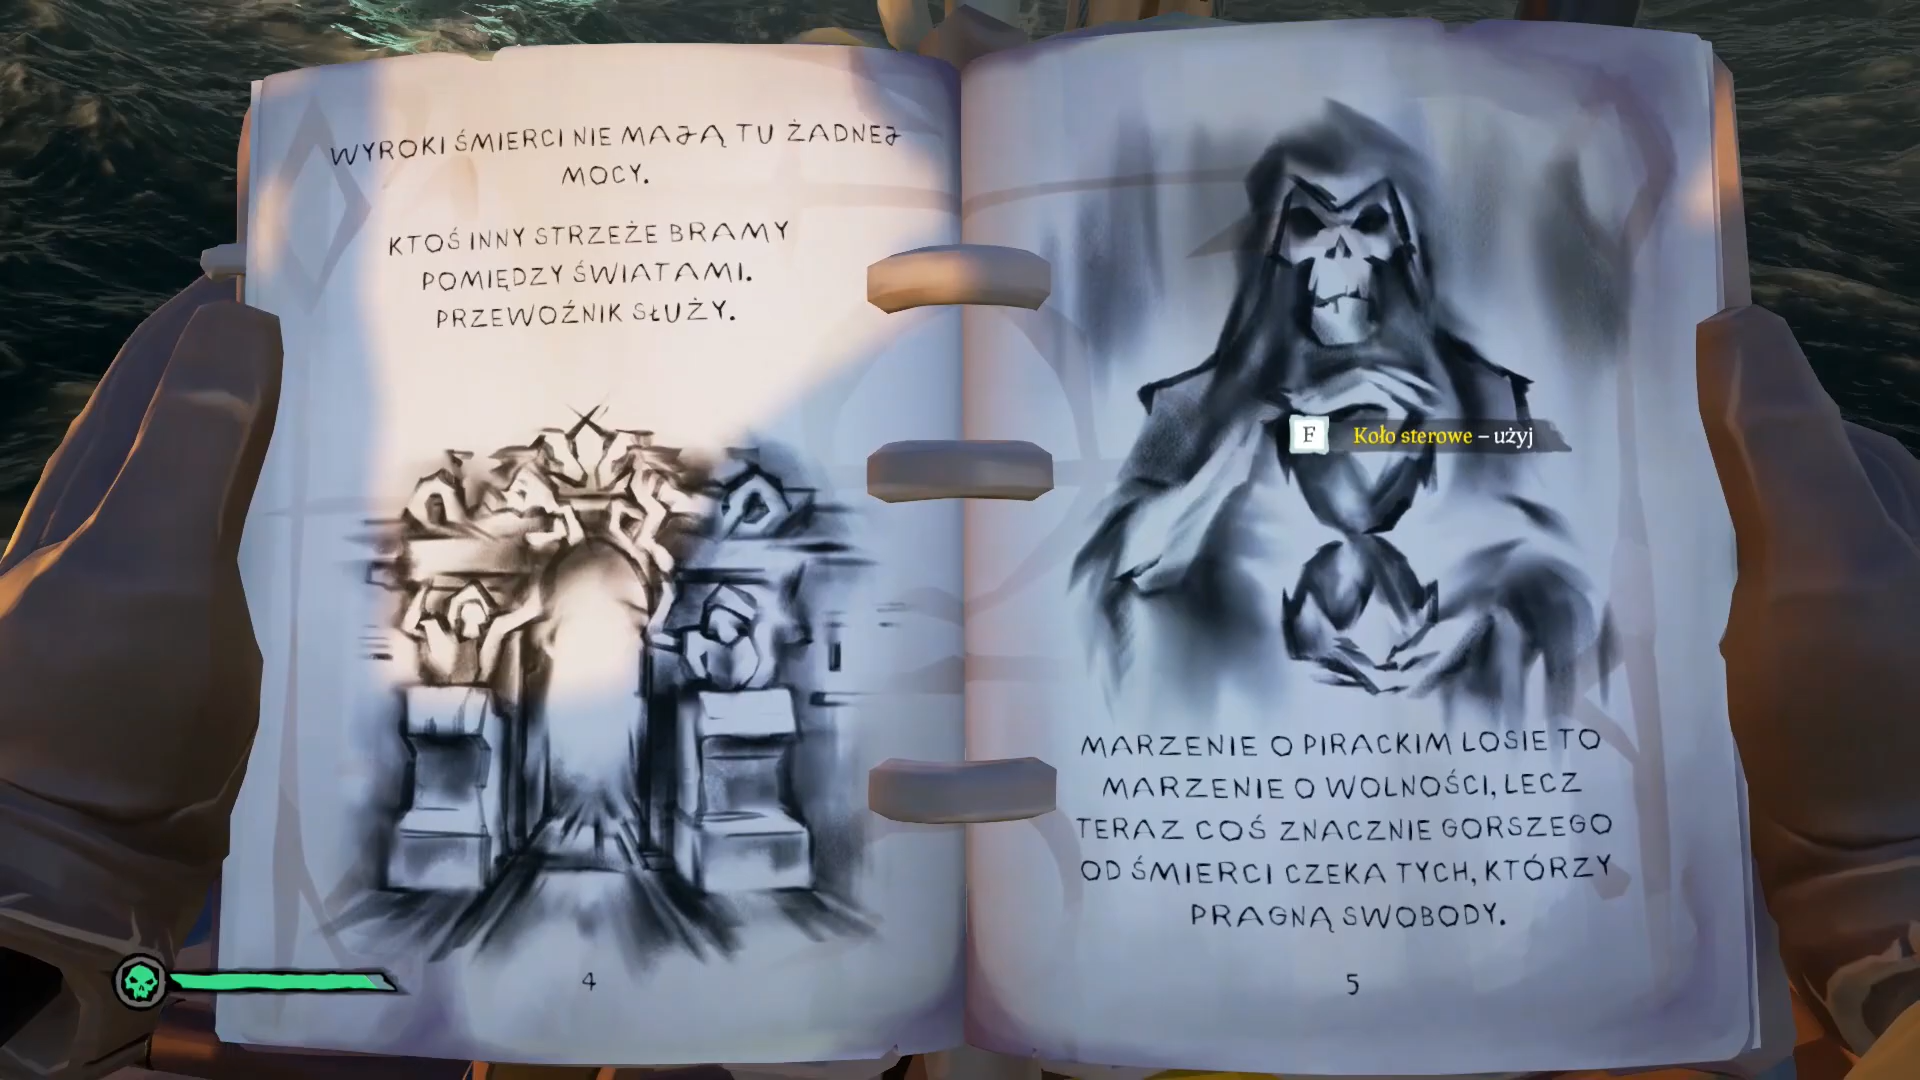 WYROKI ŚMIERCI NIE MAJĄ TU ŻADNEJ
MOCY.
KTOŚ INNY STRZEŻE BRAMY
POMIĘDZY ŚWIATAMI.
PRZEWOŹNIK SŁUŻY.
4
F Koło sterowe – użyj
MARZENIE O PIRACKIM LOSIE TO
MARZENIE O WOLNOŚCI, LECZ
TERAZ COŚ ZNACZNIE GORSZEGO
OD ŚMIERCI CZEKA TYCH, KTÓRZY
PRAGNĄ SWOBODY.
5